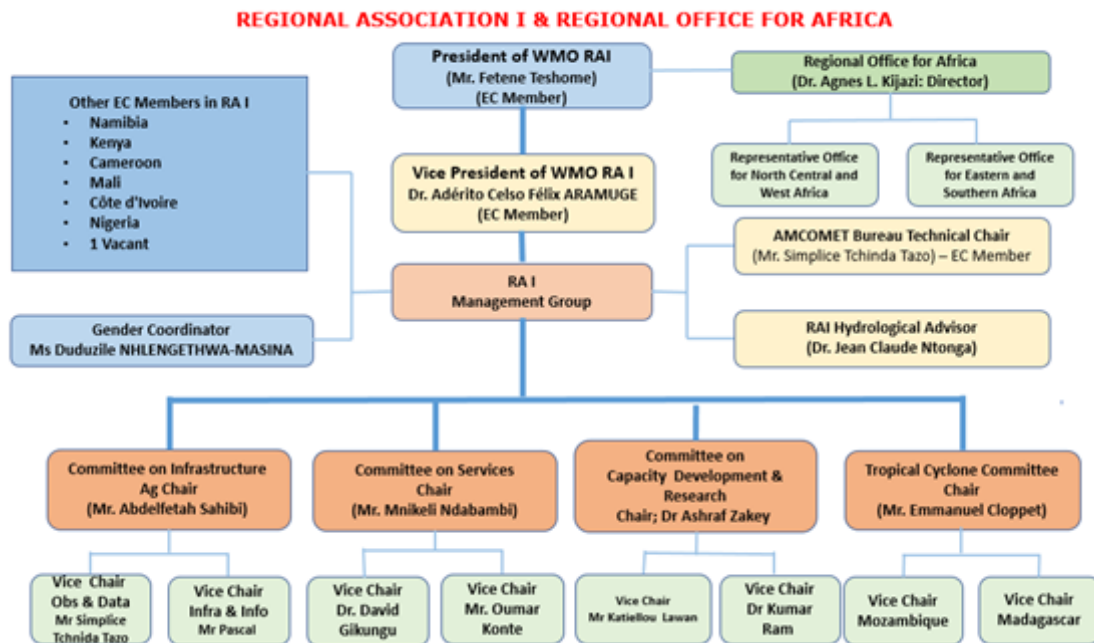 REGIONAL ASSOCIATION I & REGIONAL OFFICE FOR AFRICA
President of WMO RAI
(Mr. Fetene Teshome)
(EC Member)
Regional Office for Africa
(Dr. Agnes L. Kijazi: Director)
Other EC Members in RA I
• Namibia
• Kenya
• Cameroon
• Mali
• Côte d'Ivoire
• Nigeria
• 1 Vacant
Representative Office
for North Central and
West Africa
Representative Office
for Eastern and
Southern Africa
Vice President of WMO RA I
Dr. Adérito Celso Félix ARAMUGE
(EC Member)
AMCOMET Bureau Technical Chair
(Mr. Simplice Tchinda Tazo) – EC Member
RA I
Management Group
Gender Coordinator
Ms Duduzile NHLENGETHWA-MASINA
RAI Hydrological Advisor
(Dr. Jean Claude Ntonga)
Committee on Infrastructure
Ag Chair
(Mr. Abdelfetah Sahibi)
Committee on Services
Chair
(Mr. Mnikeli Ndabambi)
Committee on
Capacity Development &
Research
Chair; Dr Ashraf Zakey
Tropical Cyclone Committee
Chair
(Mr. Emmanuel Cloppet)
Vice Chair
Obs & Data
Mr Simplice
Tchnida Tazo
Vice Chair
Infra & Info
Mr Pascal
Vice Chair
Dr. David
Gikungu
Vice Chair
Mr. Oumar
Konte
Vice Chair
Mr Katiellou Lawan
Vice Chair
Dr Kumar
Ram
Vice Chair
Mozambique
Vice Chair
Madagascar